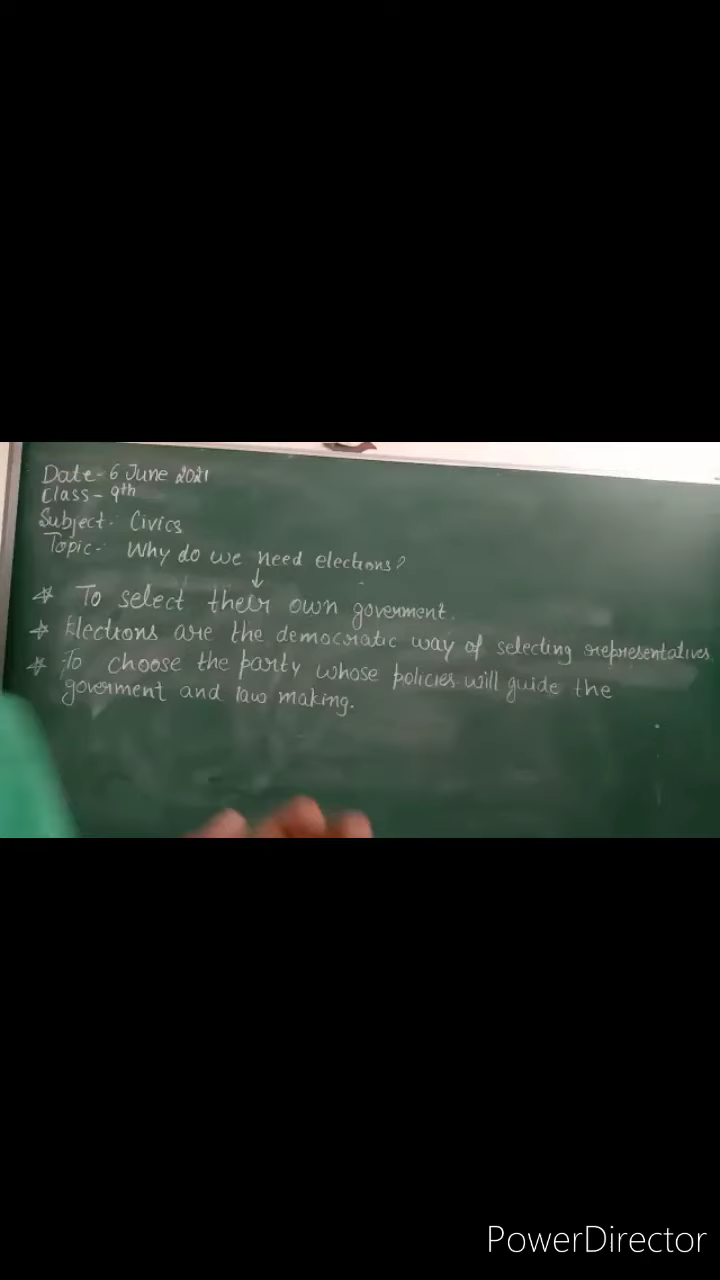 Date- 6 June 2021
Class- 9th
Subject- Civics
Topic- Why do we need elections?
↓
☆ To select their own goverment.
☆ Elections are the democratic way of selecting representatives
☆ To choose the party whose policies will guide the
goverment and law making.
PowerDirector